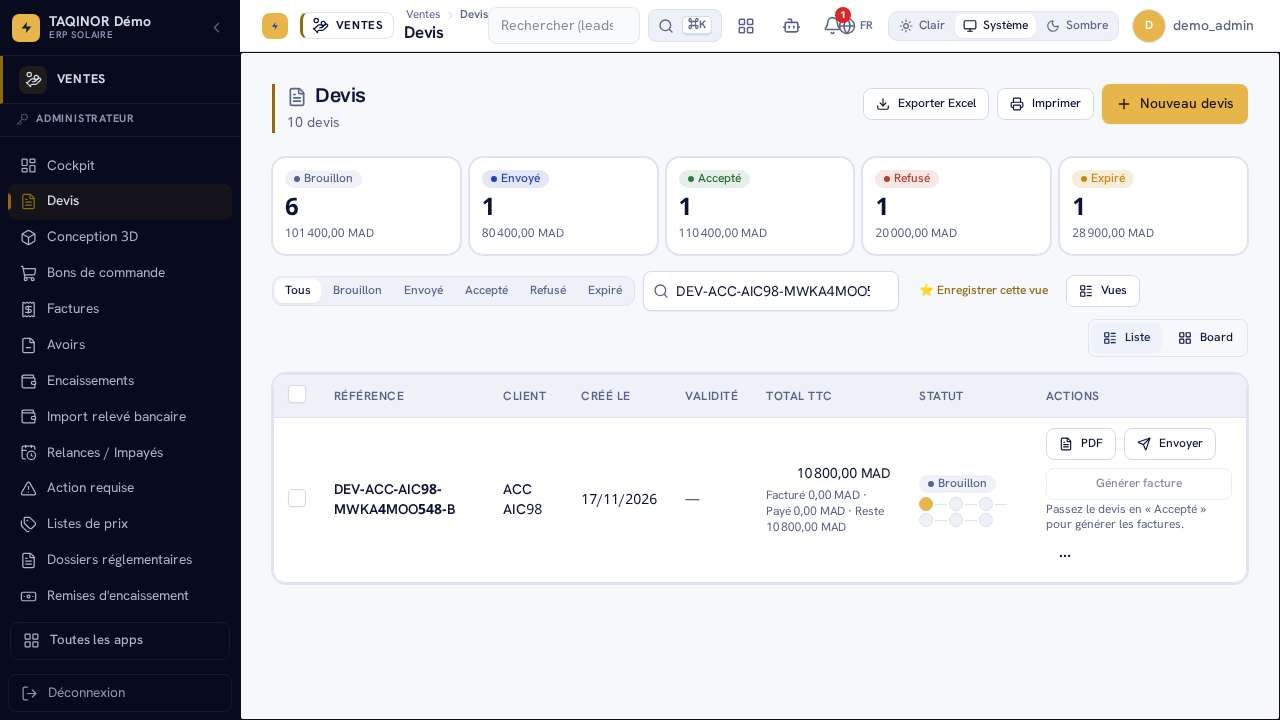 TAQINOR Démo
ERP SOLAIRE
VENTES
ADMINISTRATEUR
Cockpit
Devis
Conception 3D
Bons de commande
Factures
Avoirs
Encaissements
Import relevé bancaire
Relances / Impayés
Action requise
Listes de prix
Dossiers réglementaires
Remises d'encaissement
Toutes les apps
Déconnexion
VENTES
Ventes
Devis
Devis
Rechercher (leads
⌘K
1
FR
Clair
Système
Sombre
D
demo_admin
Devis
10 devis
Exporter Excel
Imprimer
Nouveau devis
Brouillon
6
101 400,00 MAD
Envoyé
1
80 400,00 MAD
Accepté
1
110 400,00 MAD
Refusé
1
20 000,00 MAD
Expiré
1
28 900,00 MAD
Tous
Brouillon
Envoyé
Accepté
Refusé
Expiré
DEV-ACC-AIC98-MWKA4MOO5
⭐ Enregistrer cette vue
Vues
Liste
Board
RÉFÉRENCE
CLIENT
CRÉÉ LE
VALIDITÉ
TOTAL TTC
STATUT
ACTIONS
DEV-ACC-AIC98-
MWKA4MOO548-B
ACC
AIC98
17/11/2026
—
10 800,00 MAD
Facturé 0,00 MAD ·
Payé 0,00 MAD · Reste
10 800,00 MAD
Brouillon
PDF
Envoyer
Générer facture
Passez le devis en « Accepté »
pour générer les factures.
…